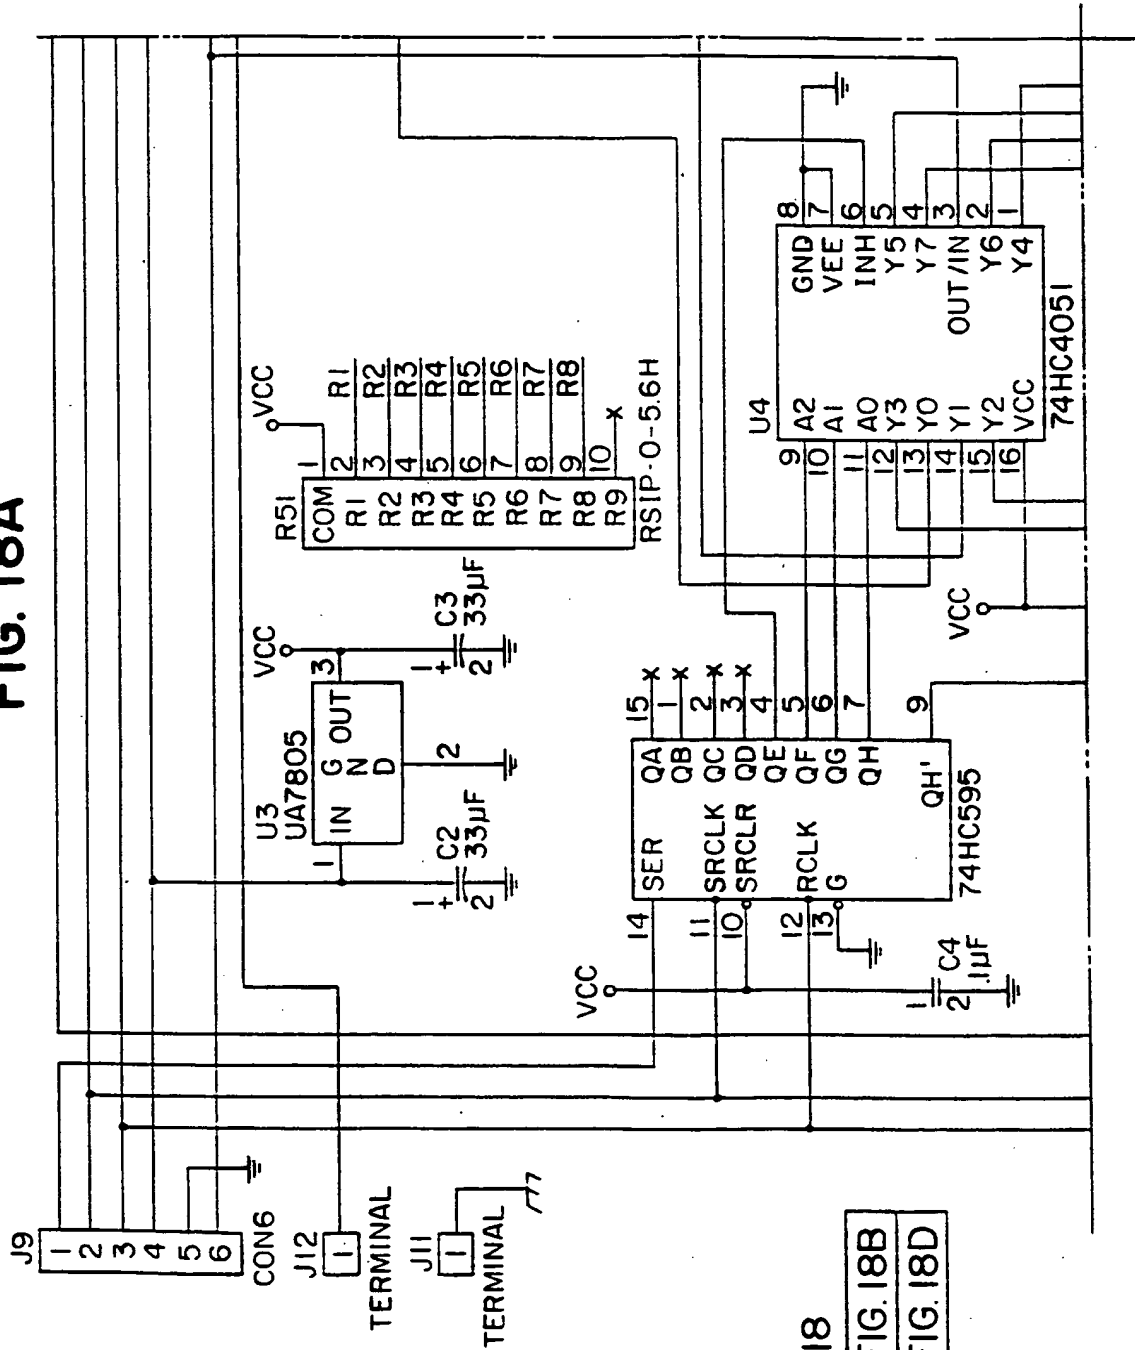 FIG. 18A
J9
1
2
3
4
5
6
CON6
J12
1
TERMINAL
J11
1
TERMINAL
U3
UA7805
IN
G
N
D
OUT
1
2
3
VCC
C2
33µF
1
+
2
C3
33µF
1
+
2
R51
COM
R1
R2
R3
R4
R5
R6
R7
R8
R9
1
2
3
4
5
6
7
8
9
10
VCC
R1
R2
R3
R4
R5
R6
R7
R8
x
RSIP-0-5.6H
VCC
C4
.1µF
1
2
14
11
10
12
13
SER
SRCLK
SRCLR
RCLK
G
QA
QB
QC
QD
QE
QF
QG
QH
QH'
15
1
2
3
4
5
6
7
9
x
x
x
x
74HC595
VCC
U4
9
10
11
12
13
14
15
16
A2
A1
A0
Y3
Y0
Y1
Y2
VCC
GND
VEE
INH
Y5
Y7
OUT/IN
Y6
Y4
8
7
6
5
4
3
2
1
74HC4051
18
FIG. 18B
FIG. 18D